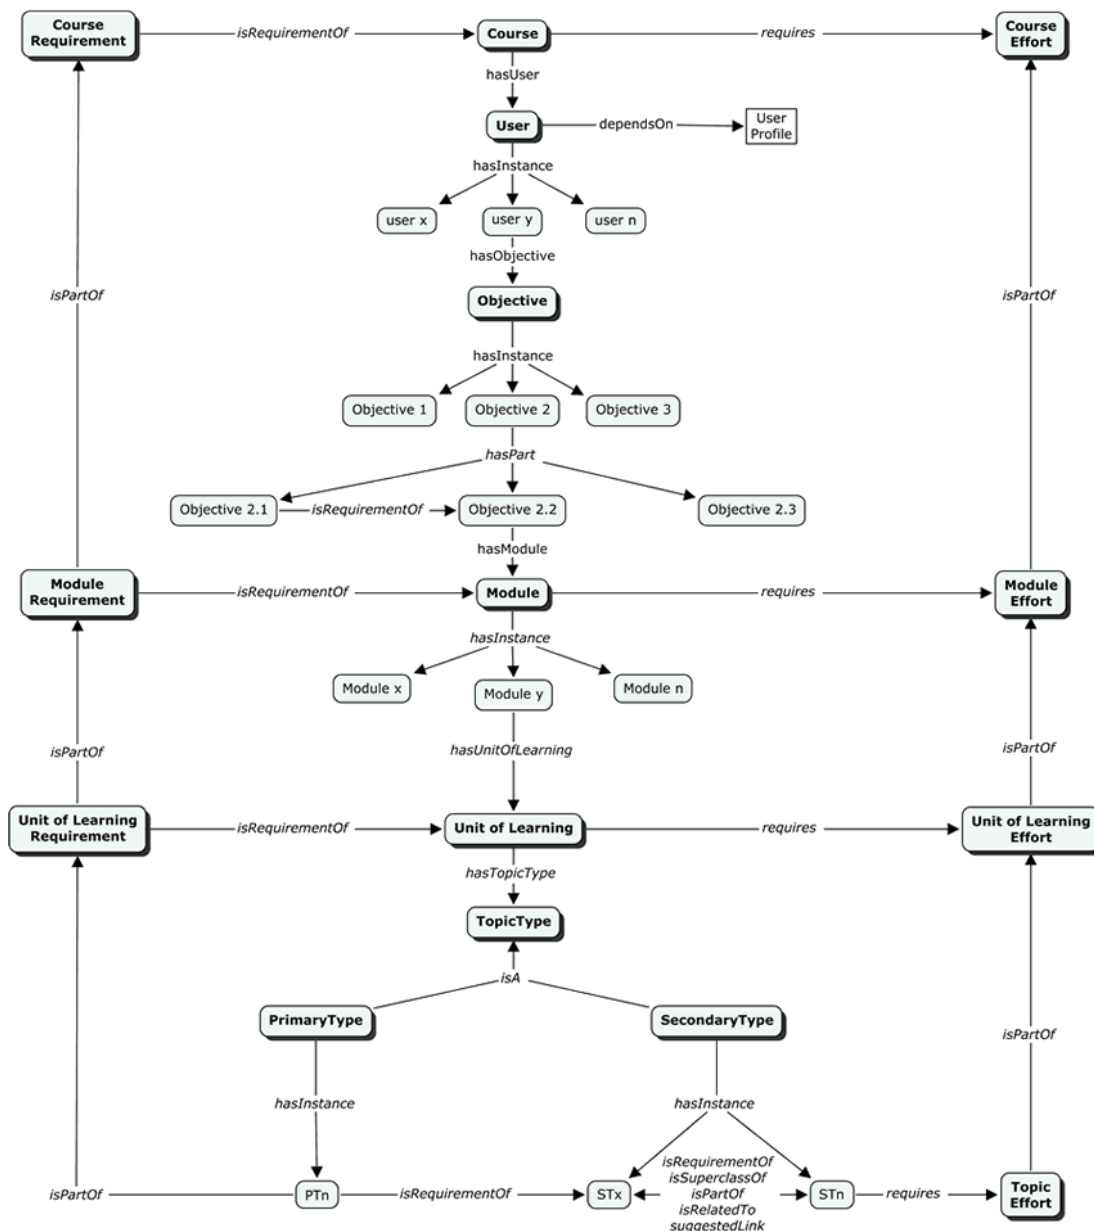 Course
Requirement
isRequirementOf
Course
requires
Course
Effort
hasUser
User
dependsOn
User
Profile
hasInstance
user x
user y
user n
hasObjective
isPartOf
Objective
isPartOf
hasInstance
Objective 1
Objective 2
Objective 3
hasPart
Objective 2.1
isRequirementOf
Objective 2.2
Objective 2.3
hasModule
Module
Requirement
isRequirementOf
Module
requires
Module
Effort
hasInstance
Module x
Module y
Module n
isPartOf
hasUnitOfLearning
isPartOf
Unit of Learning
Requirement
isRequirementOf
Unit of Learning
requires
Unit of Learning
Effort
hasTopicType
TopicType
isA
PrimaryType
SecondaryType
isPartOf
hasInstance
hasInstance
isPartOf
PTn
isRequirementOf
STx
isRequirementOf
isSuperclassOf
isPartOf
isRelatedTo
suggestedLink
STn
requires
Topic
Effort